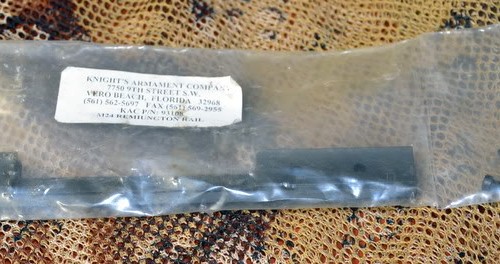 KNIGHT'S ARMAMENT COMPANY
7750 9TH STREET S.W.
VERO BEACH, FLORIDA 32968
(561) 562-5697 FAX (561) 569-2955
KAC P/N: 93106
M24 REMINGTON RAIL